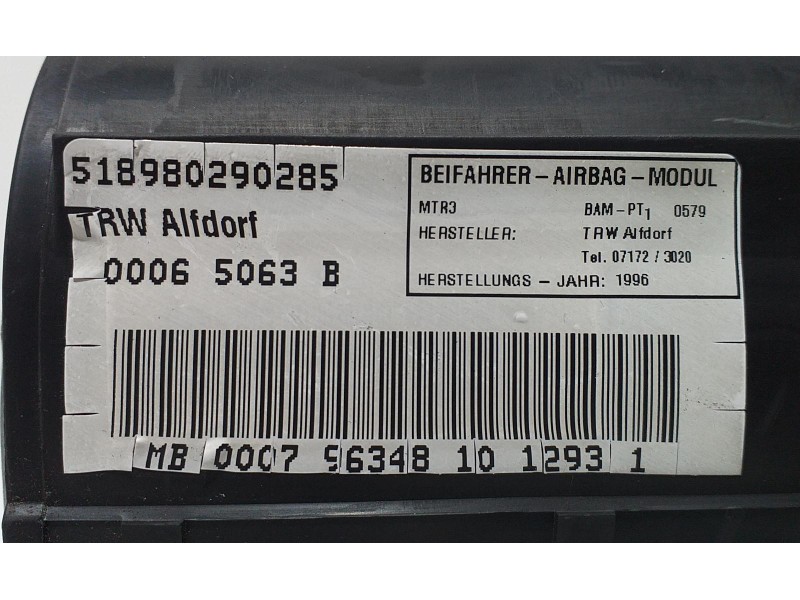 518980290285
TRW Alfdorf
0006 5063 B
BEIFAHRER - AIRBAG - MODUL
MTR3 BAM-PT1 0579
HERSTELLER: TRW Alfdorf
Tel. 07172 / 3020
HERSTELLUNGS - JAHR: 1996
MB 0007 96348 10 1293 1